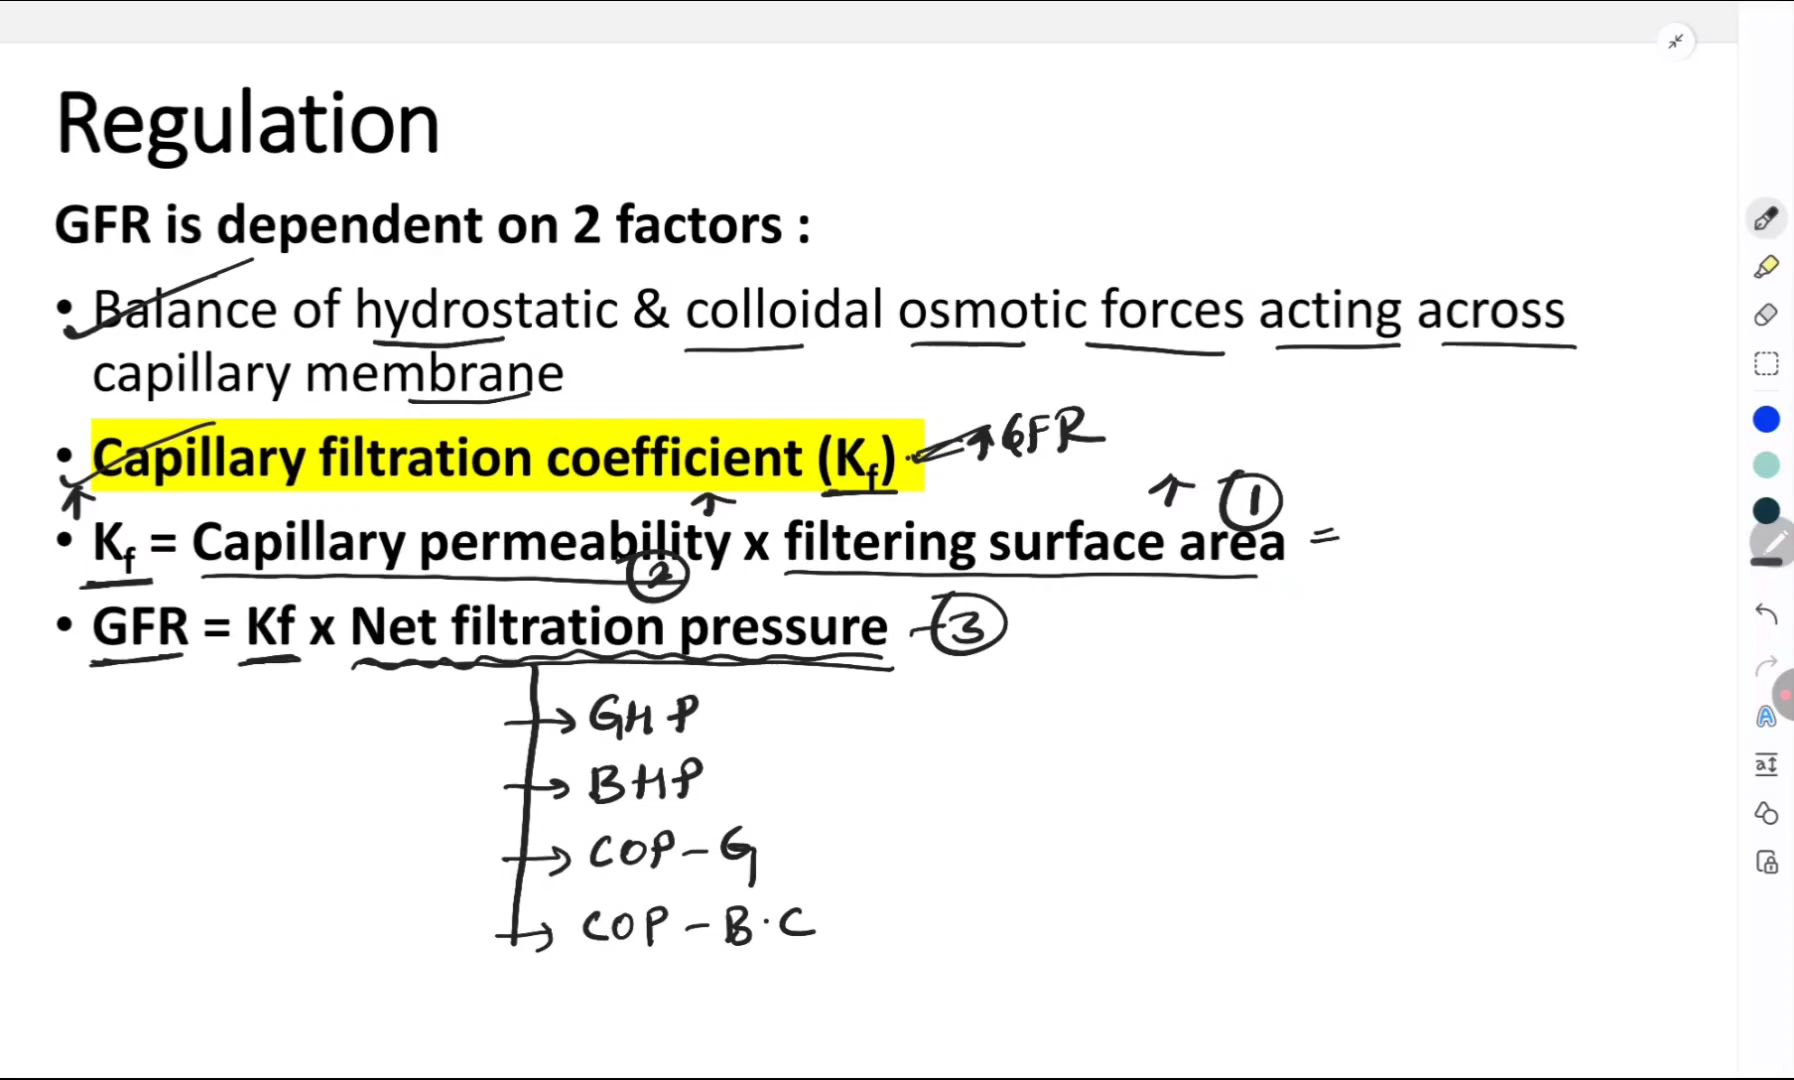 Regulation
GFR is dependent on 2 factors :
• Balance of hydrostatic & colloidal osmotic forces acting across
capillary membrane
• Capillary filtration coefficient (Kf) ↑ GFR
↑ ↑ ↑ ①
• Kf = Capillary permeability x filtering surface area =
②
• GFR = Kf x Net filtration pressure - ③
→ GHP
→ BHP
→ COP - G
→ COP - B.C